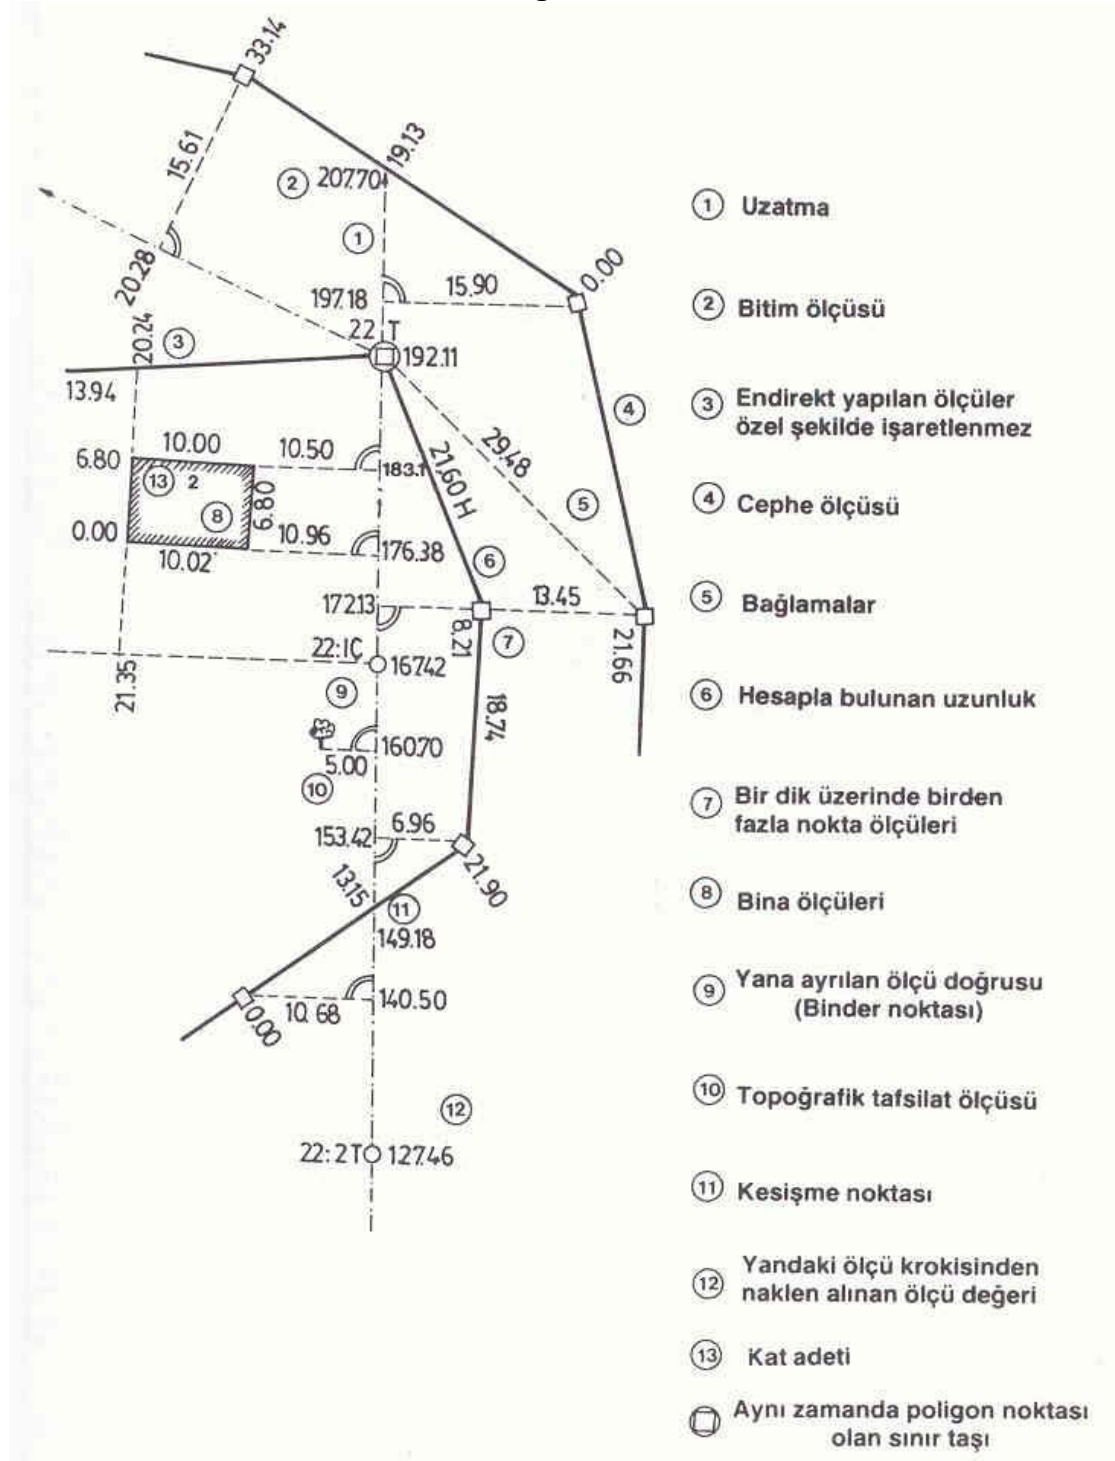 33.14
15.61
19.13
② 207.70
①
20.28
197.18
15.90
0.00
22 T
192.11
20.24
③
13.94
④
10.00
10.50
29.48
6.80
⑬ 2
183.1
21.60 H
⑧
6.80
⑤
0.00
10.02
10.96
176.38
⑥
172.13
13.45
8.21
⑦
21.66
22:1Ç
167.42
21.35
⑨
18.74
160.70
5.00
⑩
153.42
6.96
13.15
21.90
⑪
149.18
140.50
10.68
10.00
⑫
22:2T
127.46
① Uzatma
② Bitim ölçüsü
③ Endirekt yapılan ölçüler
özel şekilde işaretlenmez
④ Cephe ölçüsü
⑤ Bağlamalar
⑥ Hesapla bulunan uzunluk
⑦ Bir dik üzerinde birden
fazla nokta ölçüleri
⑧ Bina ölçüleri
⑨ Yana ayrılan ölçü doğrusu
(Binder noktası)
⑩ Topoğrafik tafsilat ölçüsü
⑪ Kesişme noktası
⑫ Yandaki ölçü krokisinden
naklen alınan ölçü değeri
⑬ Kat adeti
Aynı zamanda poligon noktası
olan sınır taşı